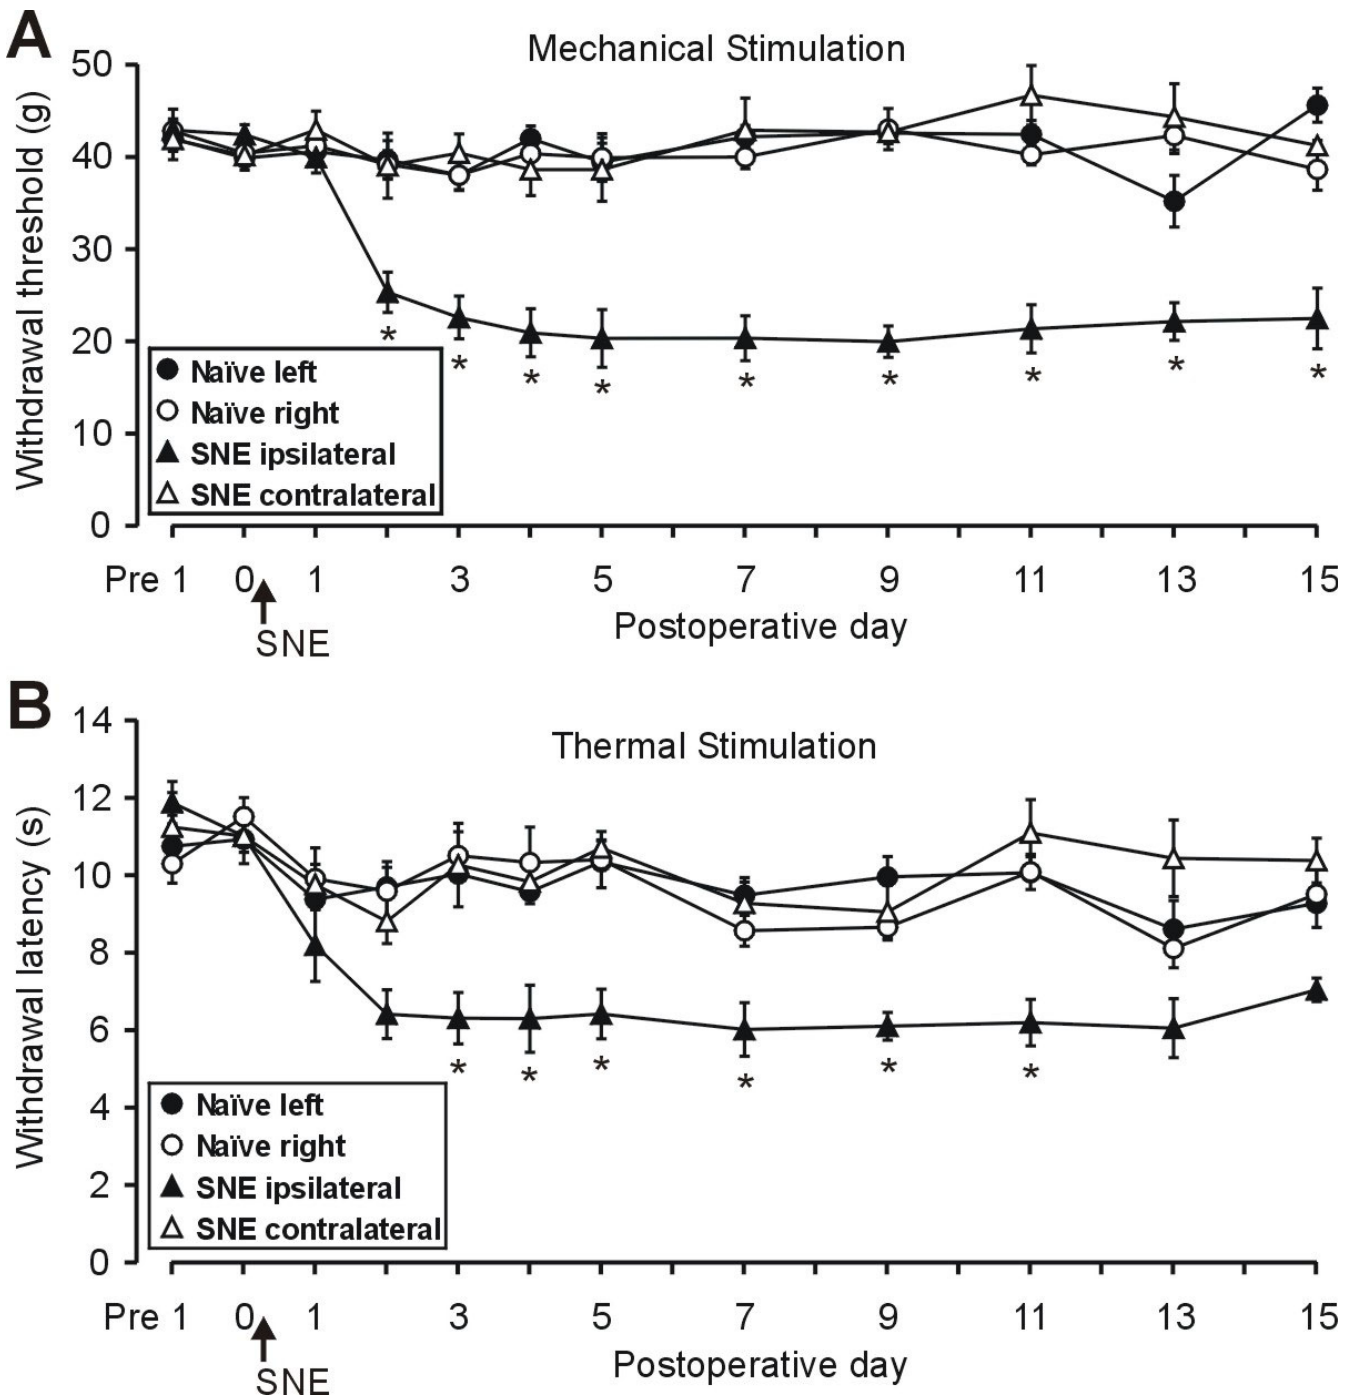 A
Mechanical Stimulation
Withdrawal threshold (g)
50
40
30
20
10
0
* * * * * * * * *
Naïve left
Naïve right
SNE ipsilateral
SNE contralateral
Pre 1 0 1 3 5 7 9 11 13 15
SNE
Postoperative day
B
Thermal Stimulation
Withdrawal latency (s)
14
12
10
8
6
4
2
0
* * * * * *
Naïve left
Naïve right
SNE ipsilateral
SNE contralateral
Pre 1 0 1 3 5 7 9 11 13 15
SNE
Postoperative day